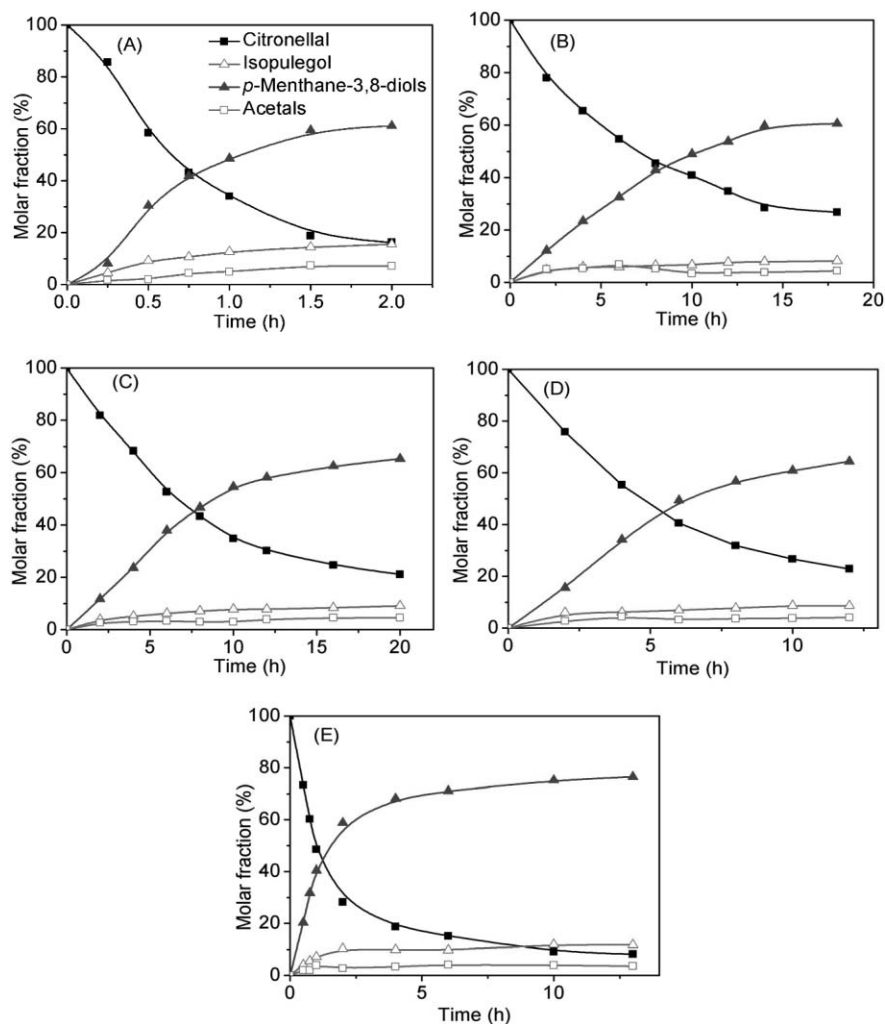 (A)
Citronellal
Isopulegol
p-Menthane-3,8-diols
Acetals
Molar fraction (%)
100
80
60
40
20
0
0.0 0.5 1.0 1.5 2.0
Time (h)
(B)
Molar fraction (%)
100
80
60
40
20
0
0 5 10 15 20
Time (h)
(C)
Molar fraction (%)
100
80
60
40
20
0
0 5 10 15 20
Time (h)
(D)
Molar fraction (%)
100
80
60
40
20
0
0 5 10
Time (h)
(E)
Molar fraction (%)
100
80
60
40
20
0
0 5 10
Time (h)